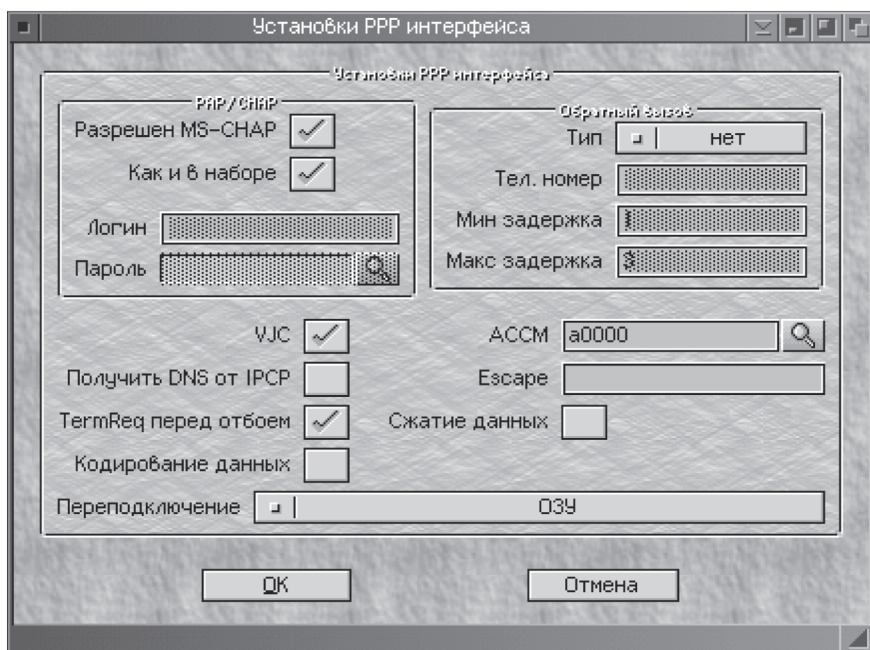 Установки PPP интерфейса
Установки PPP интерфейса
PAP/CHAP
Разрешен MS-CHAP
Как и в наборе
Логин
Пароль
Обратный вызов
Тип нет
Тел. номер
Мин задержка
Макс задержка
VJC
ACCM a0000
Получить DNS от IPCP
Escape
TermReq перед отбоем
Сжатие данных
Кодирование данных
Переподключение ОЗУ
OK
Отмена